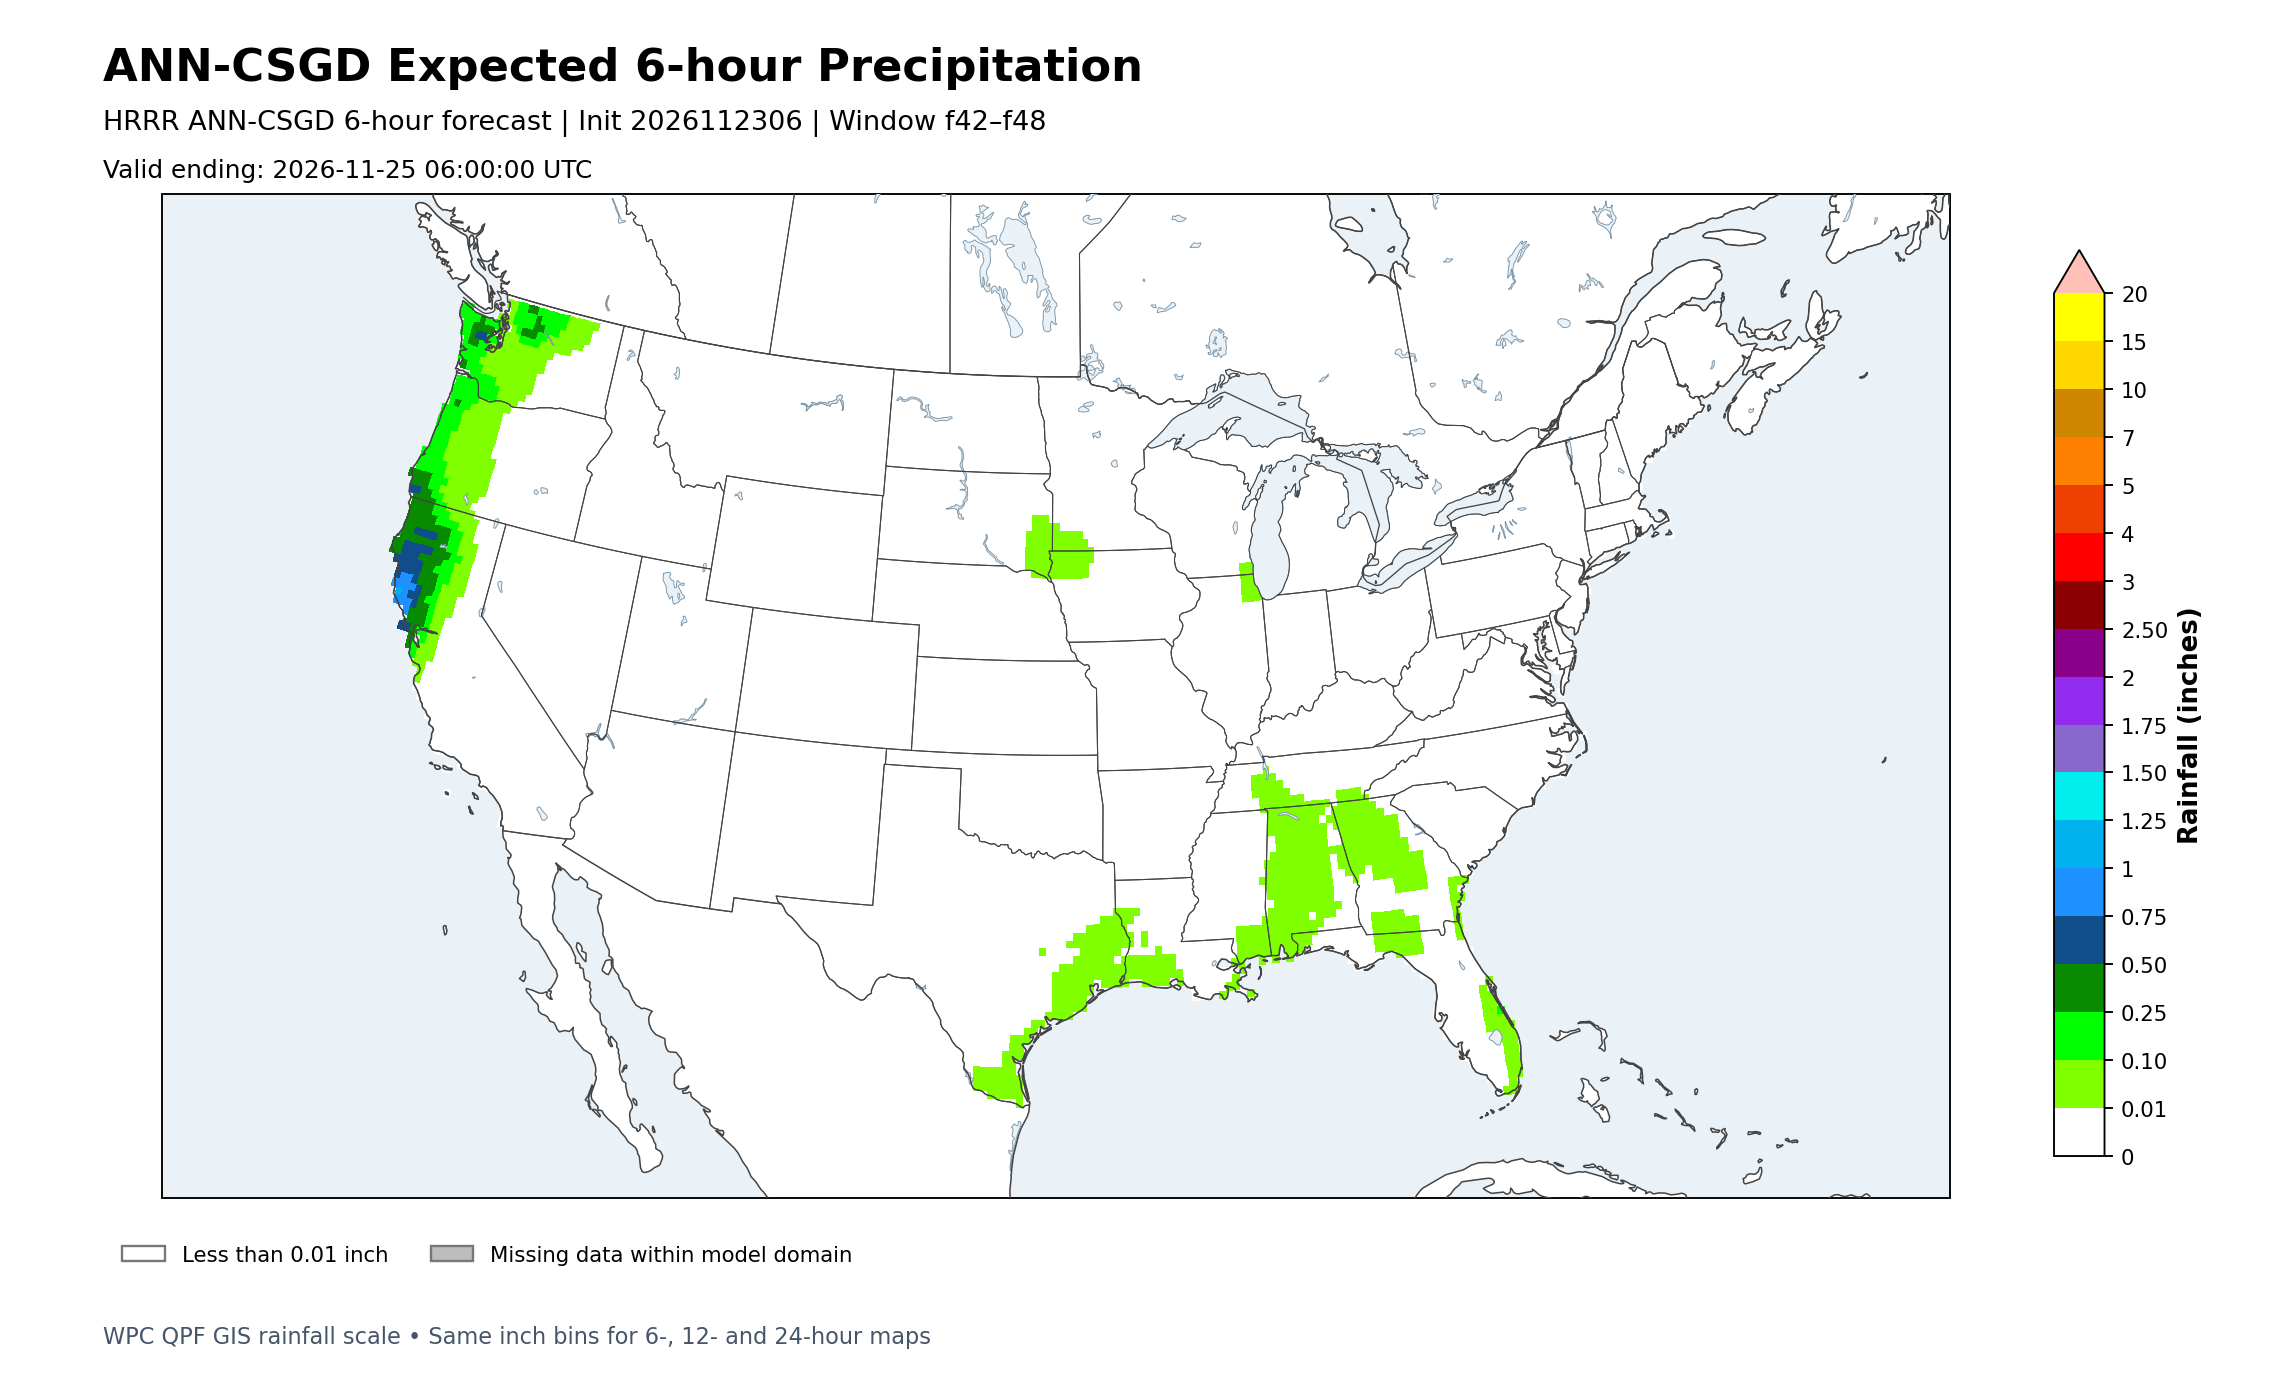 ANN-CSGD Expected 6-hour Precipitation
HRRR ANN-CSGD 6-hour forecast | Init 2026112306 | Window f42–f48
Valid ending: 2026-11-25 06:00:00 UTC
20
15
10
7
5
4
3
2.50
2
1.75
1.50
1.25
1
0.75
0.50
0.25
0.10
0.01
0
Rainfall (inches)
Less than 0.01 inch
Missing data within model domain
WPC QPF GIS rainfall scale • Same inch bins for 6-, 12- and 24-hour maps